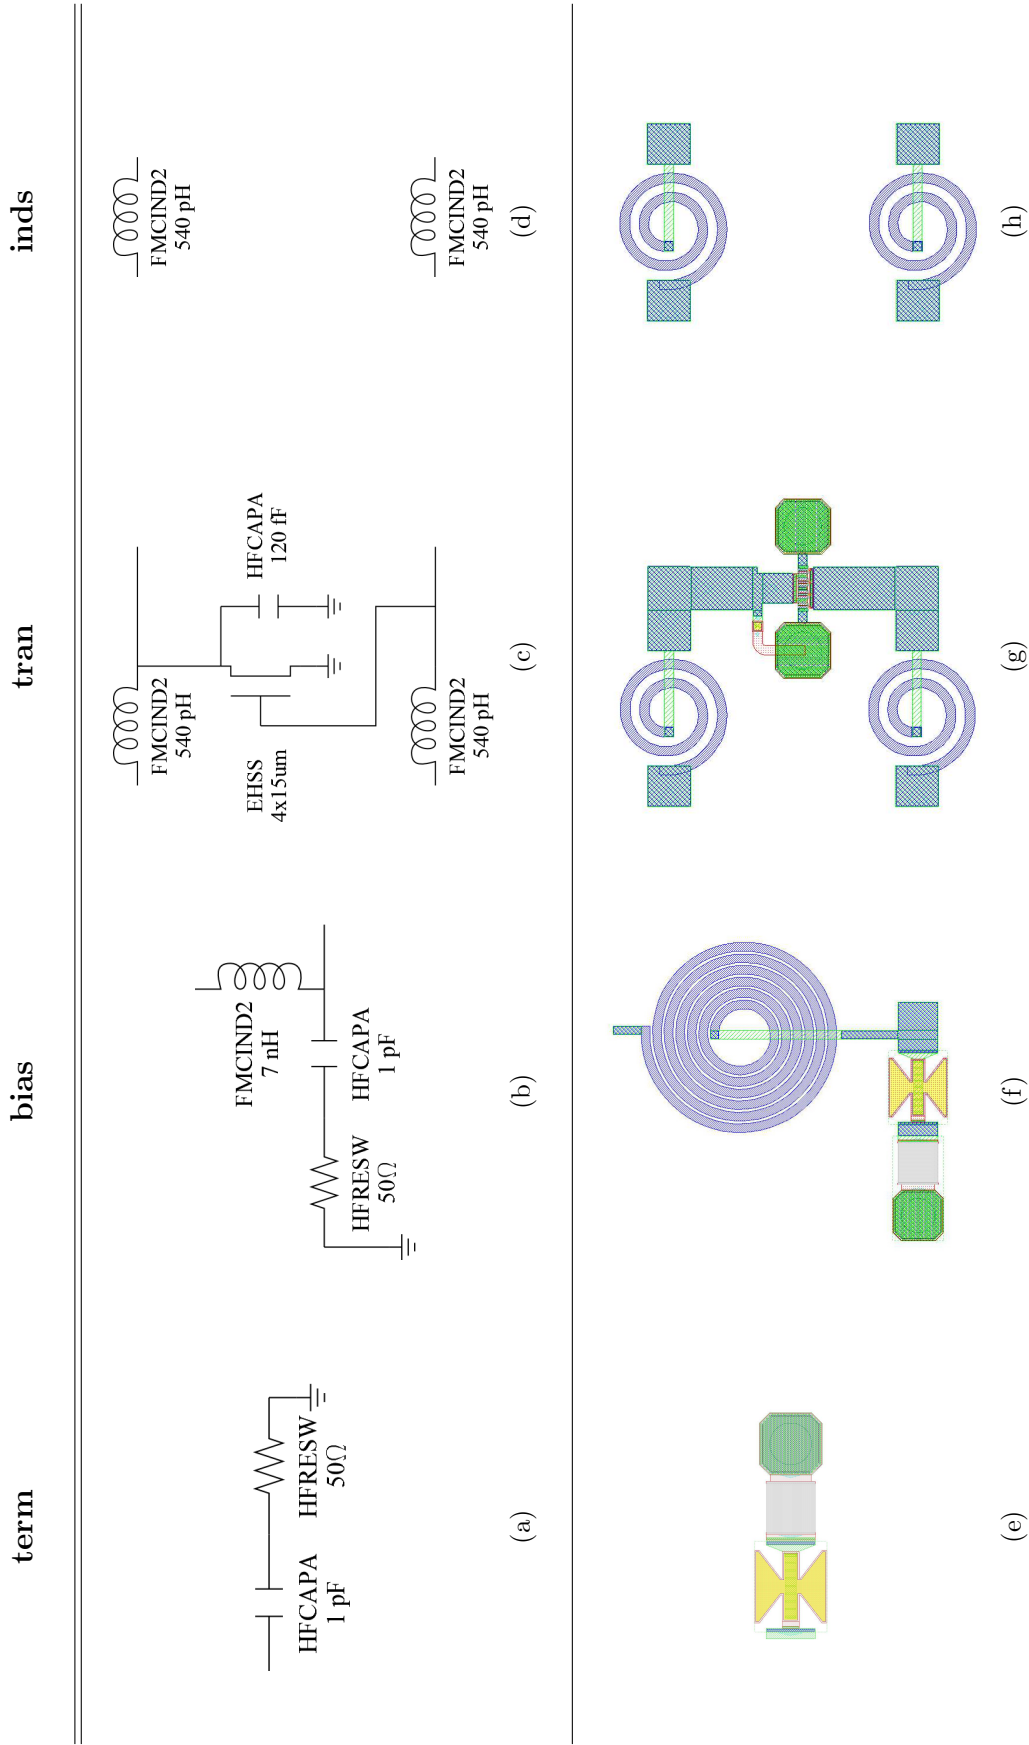 term
bias
tran
inds
HFCAPA
1 pF
HFRESW
50Ω
(a)
HFRESW
50Ω
HFCAPA
1 pF
FMCIND2
7 nH
(b)
FMCIND2
540 pH
EHSS
4x15um
HFCAPA
120 fF
FMCIND2
540 pH
(c)
FMCIND2
540 pH
FMCIND2
540 pH
(d)
(e)
(f)
(g)
(h)